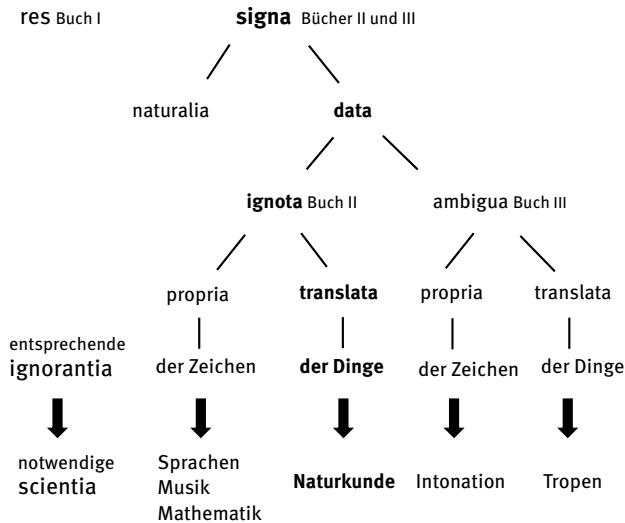 res Buch I signa Bücher II und III
naturalia data
ignota Buch II ambigua Buch III
propria translata propria translata
entsprechende
ignorantia der Zeichen der Dinge der Zeichen der Dinge
notwendige
scientia
Sprachen
Musik
Mathematik
Naturkunde Intonation Tropen